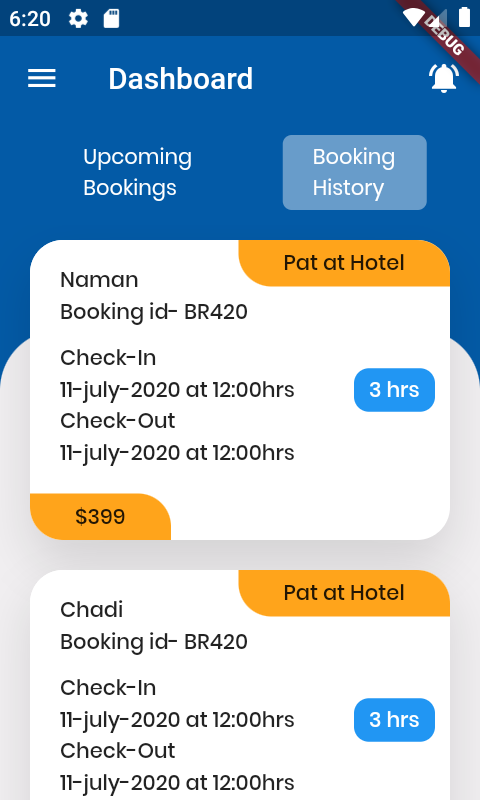 6:20
DEBUG
Dashboard
Upcoming
Bookings
Booking
History
Pat at Hotel
Naman
Booking id- BR420
Check-In
11-july-2020 at 12:00hrs
3 hrs
Check-Out
11-july-2020 at 12:00hrs
$399
Pat at Hotel
Chadi
Booking id- BR420
Check-In
11-july-2020 at 12:00hrs
3 hrs
Check-Out
11-july-2020 at 12:00hrs